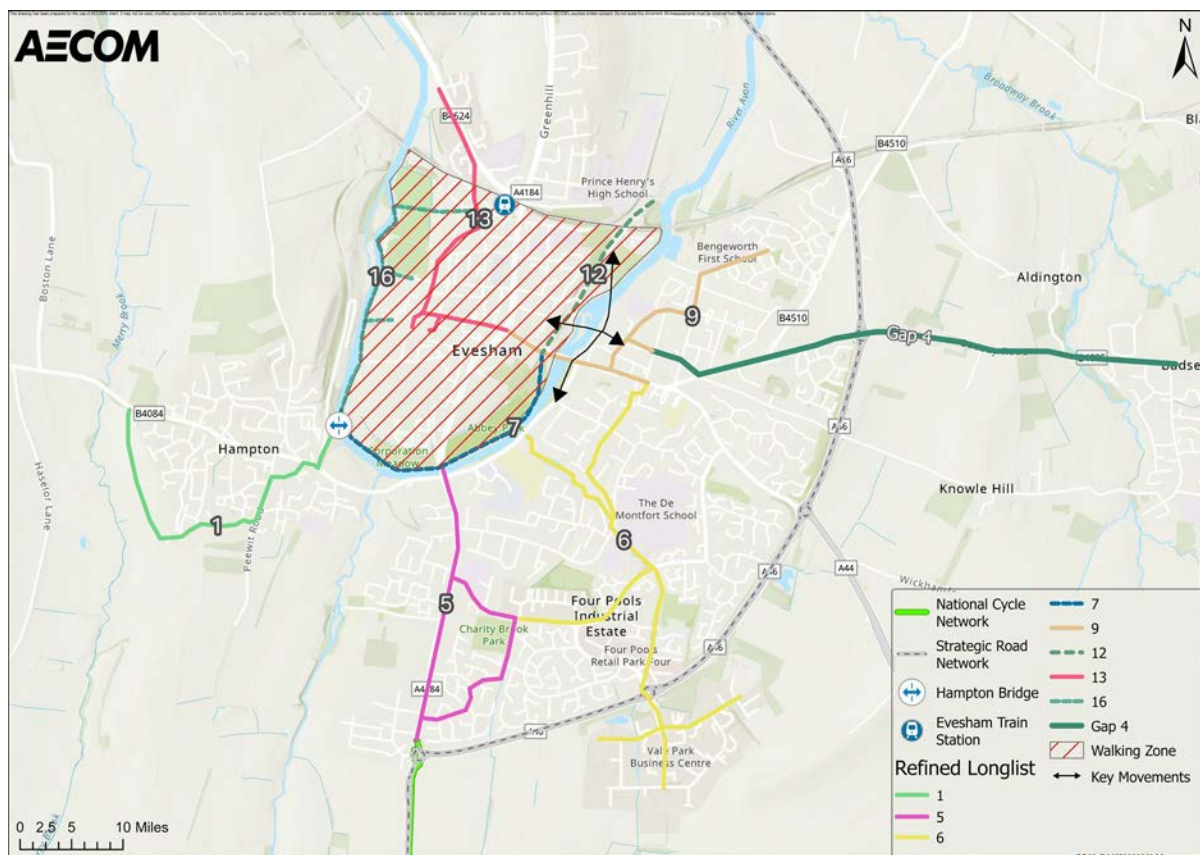 AECOM
N
B4624
Greenhill
River Avon
Broadway Brook
B4510
A46
A4184
Prince Henry's
High School
13
Bengeworth
First School
12
16
Boston Lane
Merry Brook
Aldington
9
B4510
Gap 4
Evesham
B4084
Hampton
7
Abbey Park
Corporation
Meadow
A46
Haselor Lane
The De
Montfort School
Knowle Hill
1
Peewit Road
6
A46
A44
5
Four Pools
Industrial
Estate
Charity Brook
Park
A46
Four Pools
Retail Park Four
A4184
A46
Vale Park
Business Centre
National Cycle
Network
Strategic Road
Network
Hampton Bridge
Evesham Train
Station
Refined Longlist
1
5
6
7
9
12
13
16
Gap 4
Walking Zone
Key Movements
0 2.5 5 10 Miles